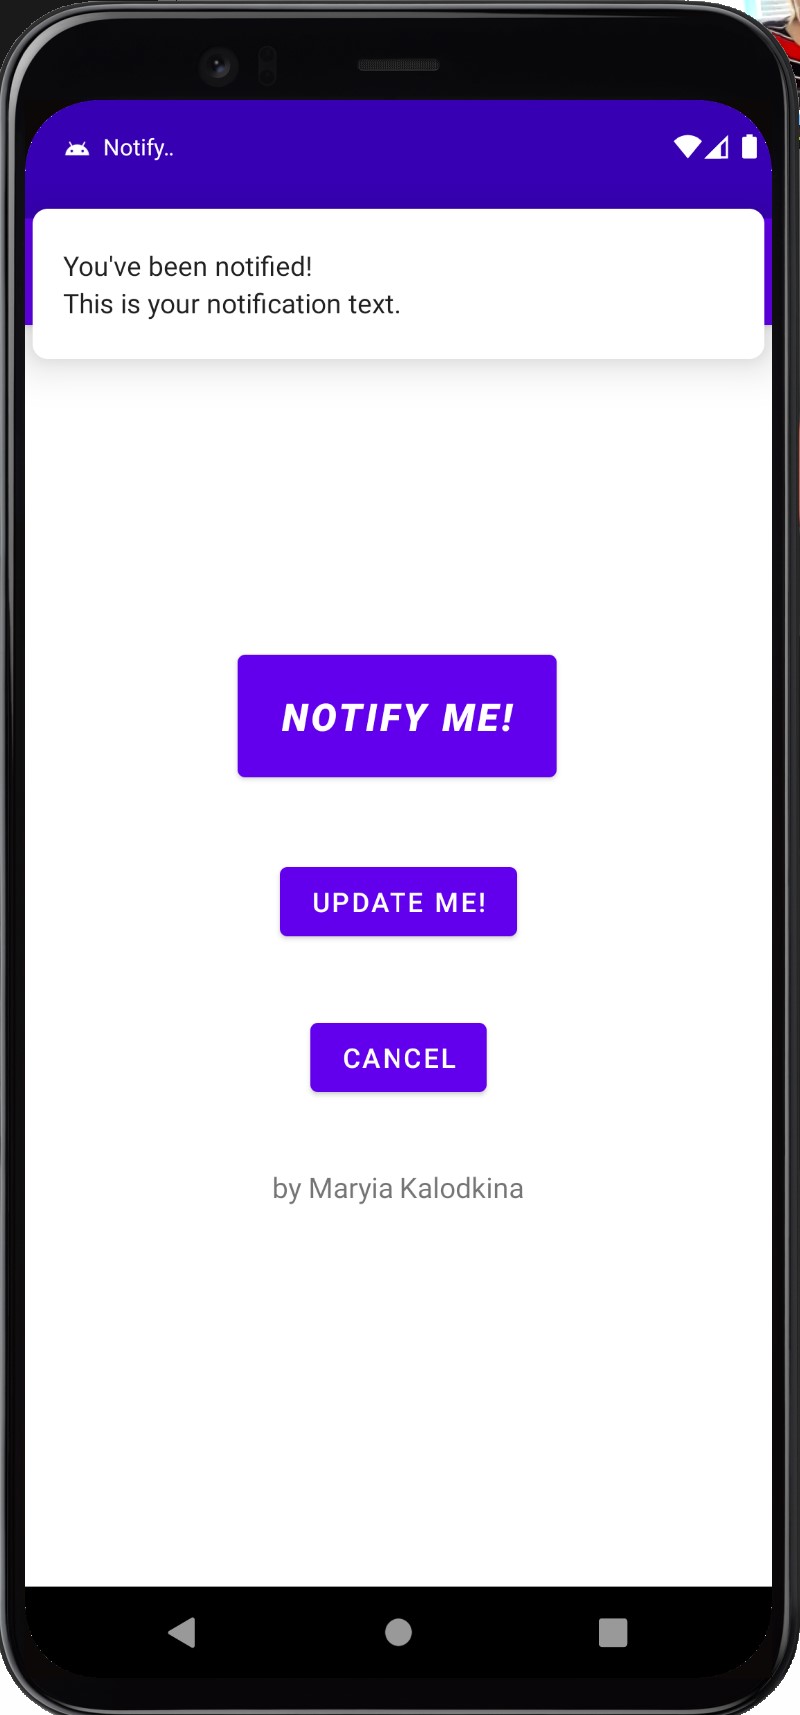 Notify..
You've been notified!
This is your notification text.
NOTIFY ME!
UPDATE ME!
CANCEL
by Maryia Kalodkina